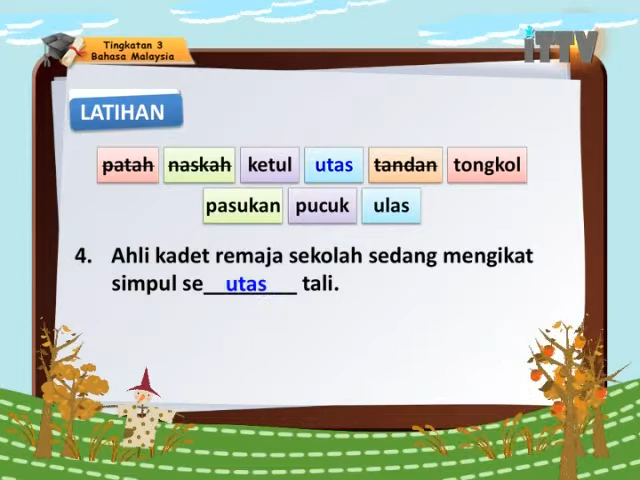 Tingkatan 3
Bahasa Malaysia
iTTV
LATIHAN
patah naskah ketul utas tandan tongkol
pasukan pucuk ulas
4. Ahli kadet remaja sekolah sedang mengikat
simpul se utas tali.